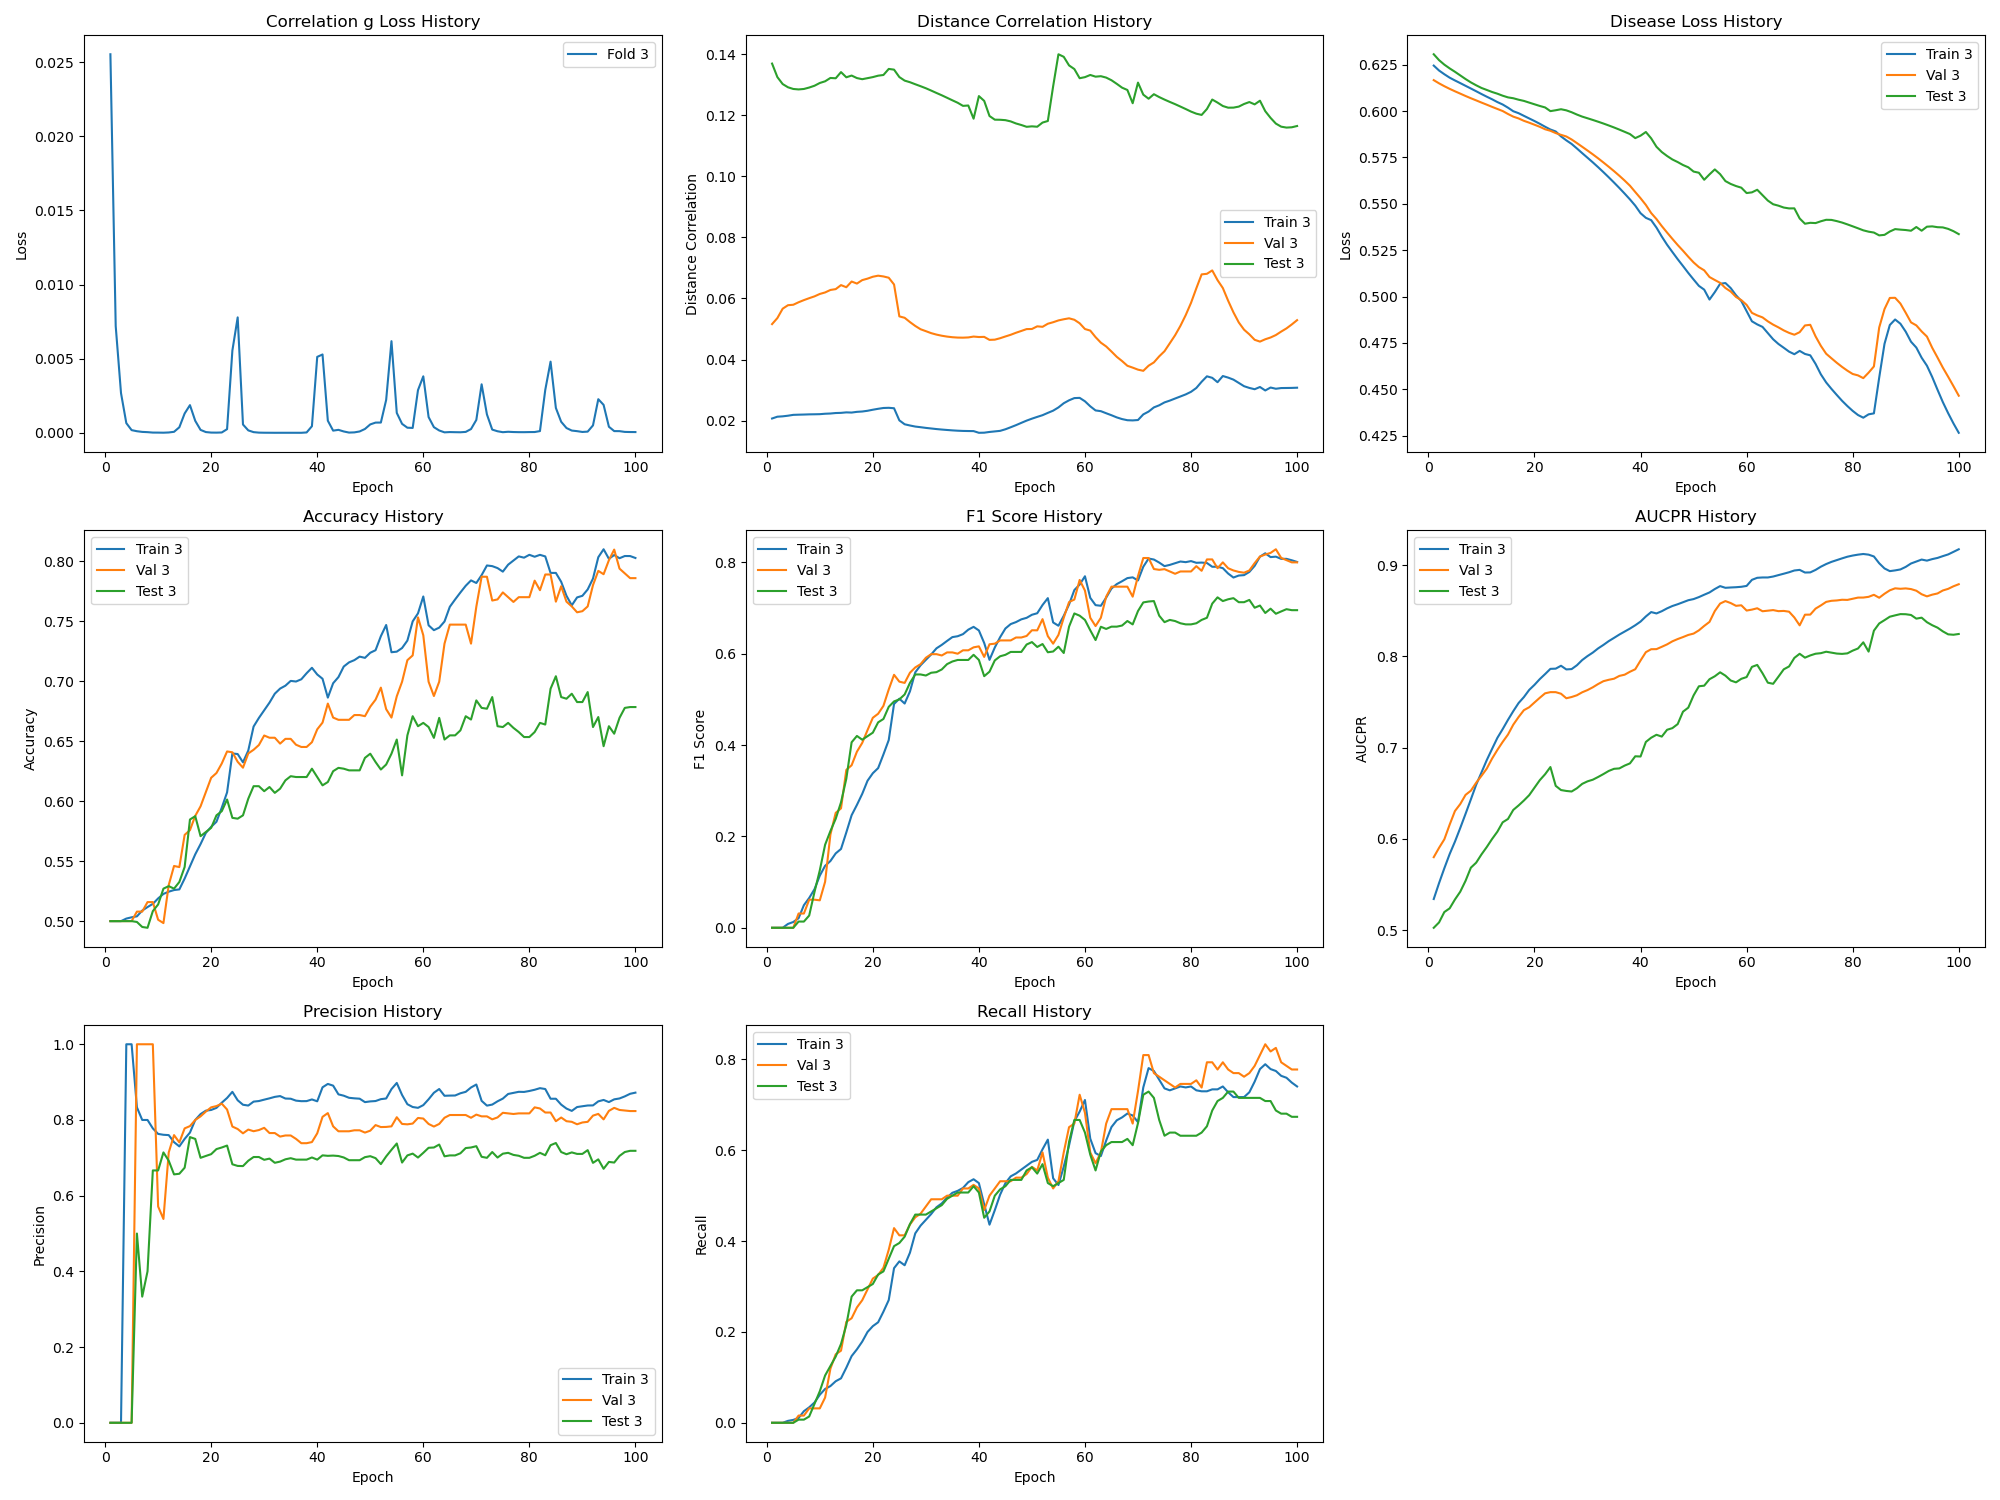 Correlation g Loss History
Fold 3
0.025
0.020
0.015
0.010
0.005
0.000
Loss
0 20 40 60 80 100
Epoch
Distance Correlation History
0.14
0.12
0.10
0.08
0.06
0.04
0.02
Distance Correlation
Train 3
Val 3
Test 3
0 20 40 60 80 100
Epoch
Disease Loss History
Train 3
Val 3
Test 3
0.625
0.600
0.575
0.550
0.525
0.500
0.475
0.450
0.425
Loss
0 20 40 60 80 100
Epoch
Accuracy History
Train 3
Val 3
Test 3
0.80
0.75
0.70
0.65
0.60
0.55
0.50
Accuracy
0 20 40 60 80 100
Epoch
F1 Score History
Train 3
Val 3
Test 3
0.8
0.6
0.4
0.2
0.0
F1 Score
0 20 40 60 80 100
Epoch
AUCPR History
Train 3
Val 3
Test 3
0.9
0.8
0.7
0.6
0.5
AUCPR
0 20 40 60 80 100
Epoch
Precision History
1.0
0.8
0.6
0.4
0.2
0.0
Precision
Train 3
Val 3
Test 3
0 20 40 60 80 100
Epoch
Recall History
Train 3
Val 3
Test 3
0.8
0.6
0.4
0.2
0.0
Recall
0 20 40 60 80 100
Epoch